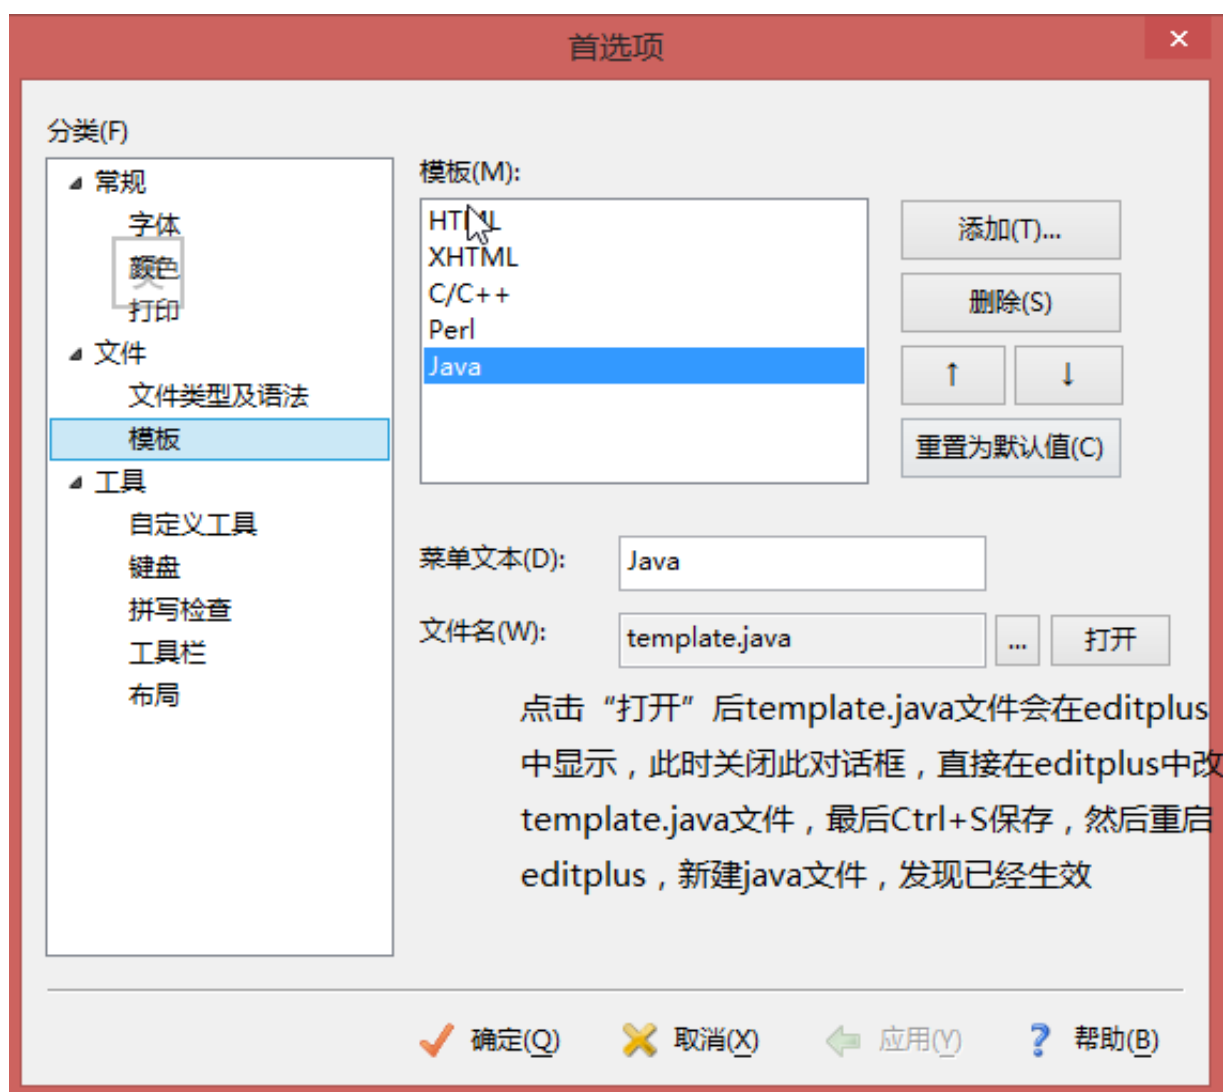 首选项
分类(F)
常规
字体
颜色
打印
文件
文件类型及语法
模板
工具
自定义工具
键盘
拼写检查
工具栏
布局
模板(M):
HTML
XHTML
C/C++
Perl
Java
添加(T)...
删除(S)
↑ ↓
重置为默认值(C)
菜单文本(D): Java
文件名(W): template.java ... 打开
点击“打开”后template.java文件会在editplus
中显示，此时关闭此对话框，直接在editplus中改
template.java文件，最后Ctrl+S保存，然后重启
editplus，新建java文件，发现已经生效
确定(Q) 取消(X) 应用(Y) 帮助(B)